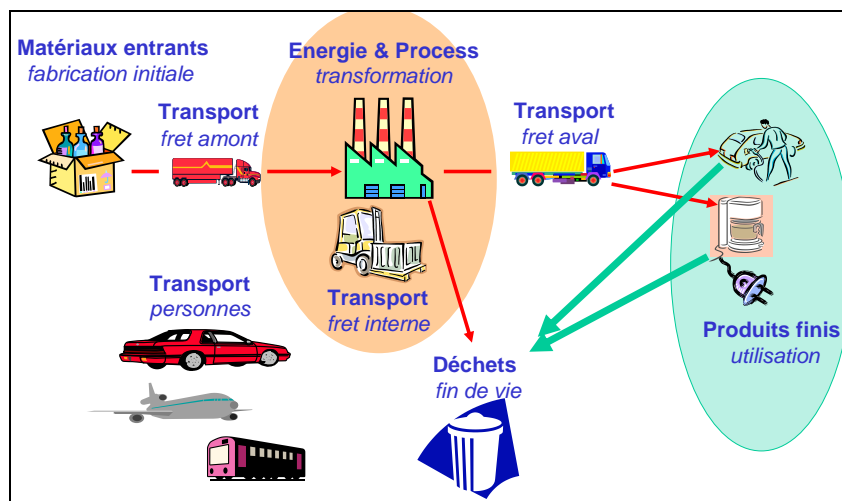 Matériaux entrants
fabrication initiale
Energie & Process
transformation
Transport
fret amont
Transport
fret aval
Transport
personnes
Transport
fret interne
Produits finis
utilisation
Déchets
fin de vie